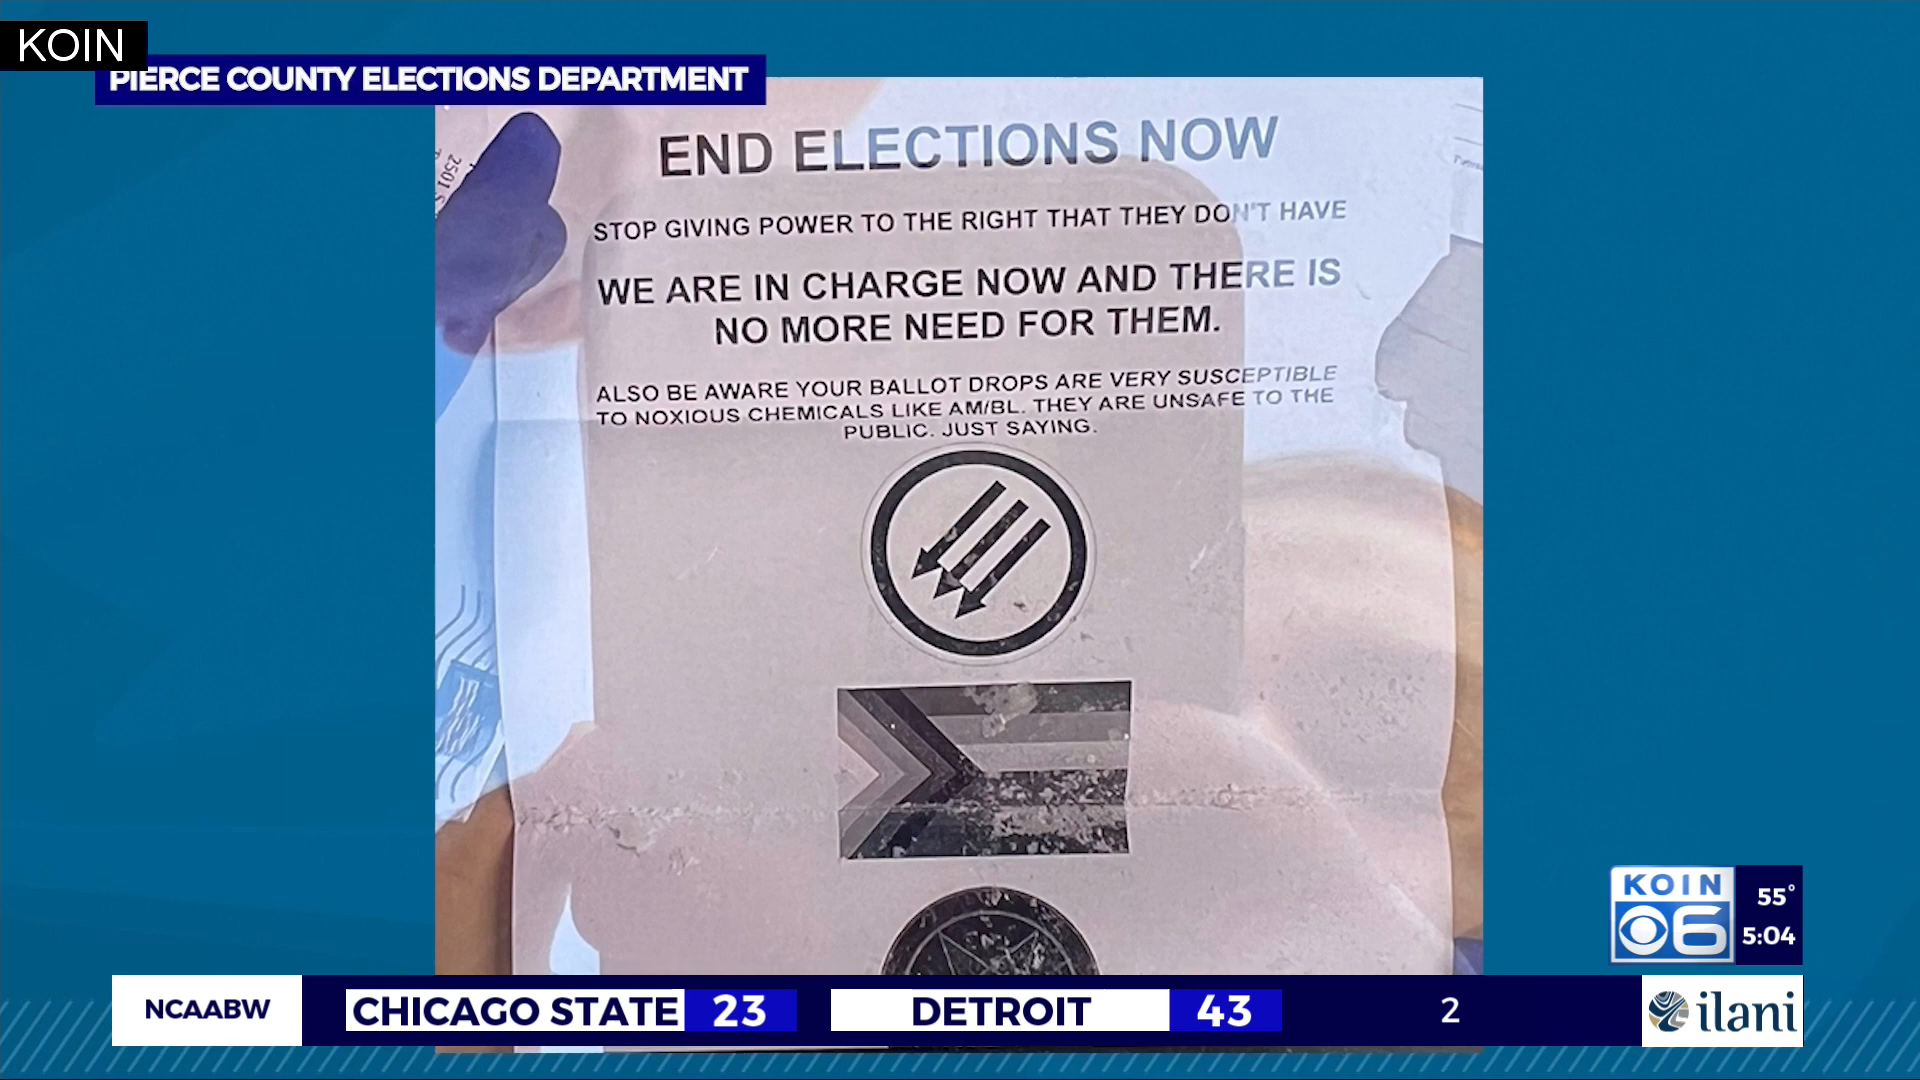 KOIN
PIERCE COUNTY ELECTIONS DEPARTMENT
2501 S
END ELECTIONS NOW
STOP GIVING POWER TO THE RIGHT THAT THEY DON'T HAVE
WE ARE IN CHARGE NOW AND THERE IS
NO MORE NEED FOR THEM.
ALSO BE AWARE YOUR BALLOT DROPS ARE VERY SUSCEPTIBLE
TO NOXIOUS CHEMICALS LIKE AM/BL. THEY ARE UNSAFE TO THE
PUBLIC. JUST SAYING.
KOIN
6
55°
5:04
NCAABW
CHICAGO STATE 23
DETROIT 43
2
ilani